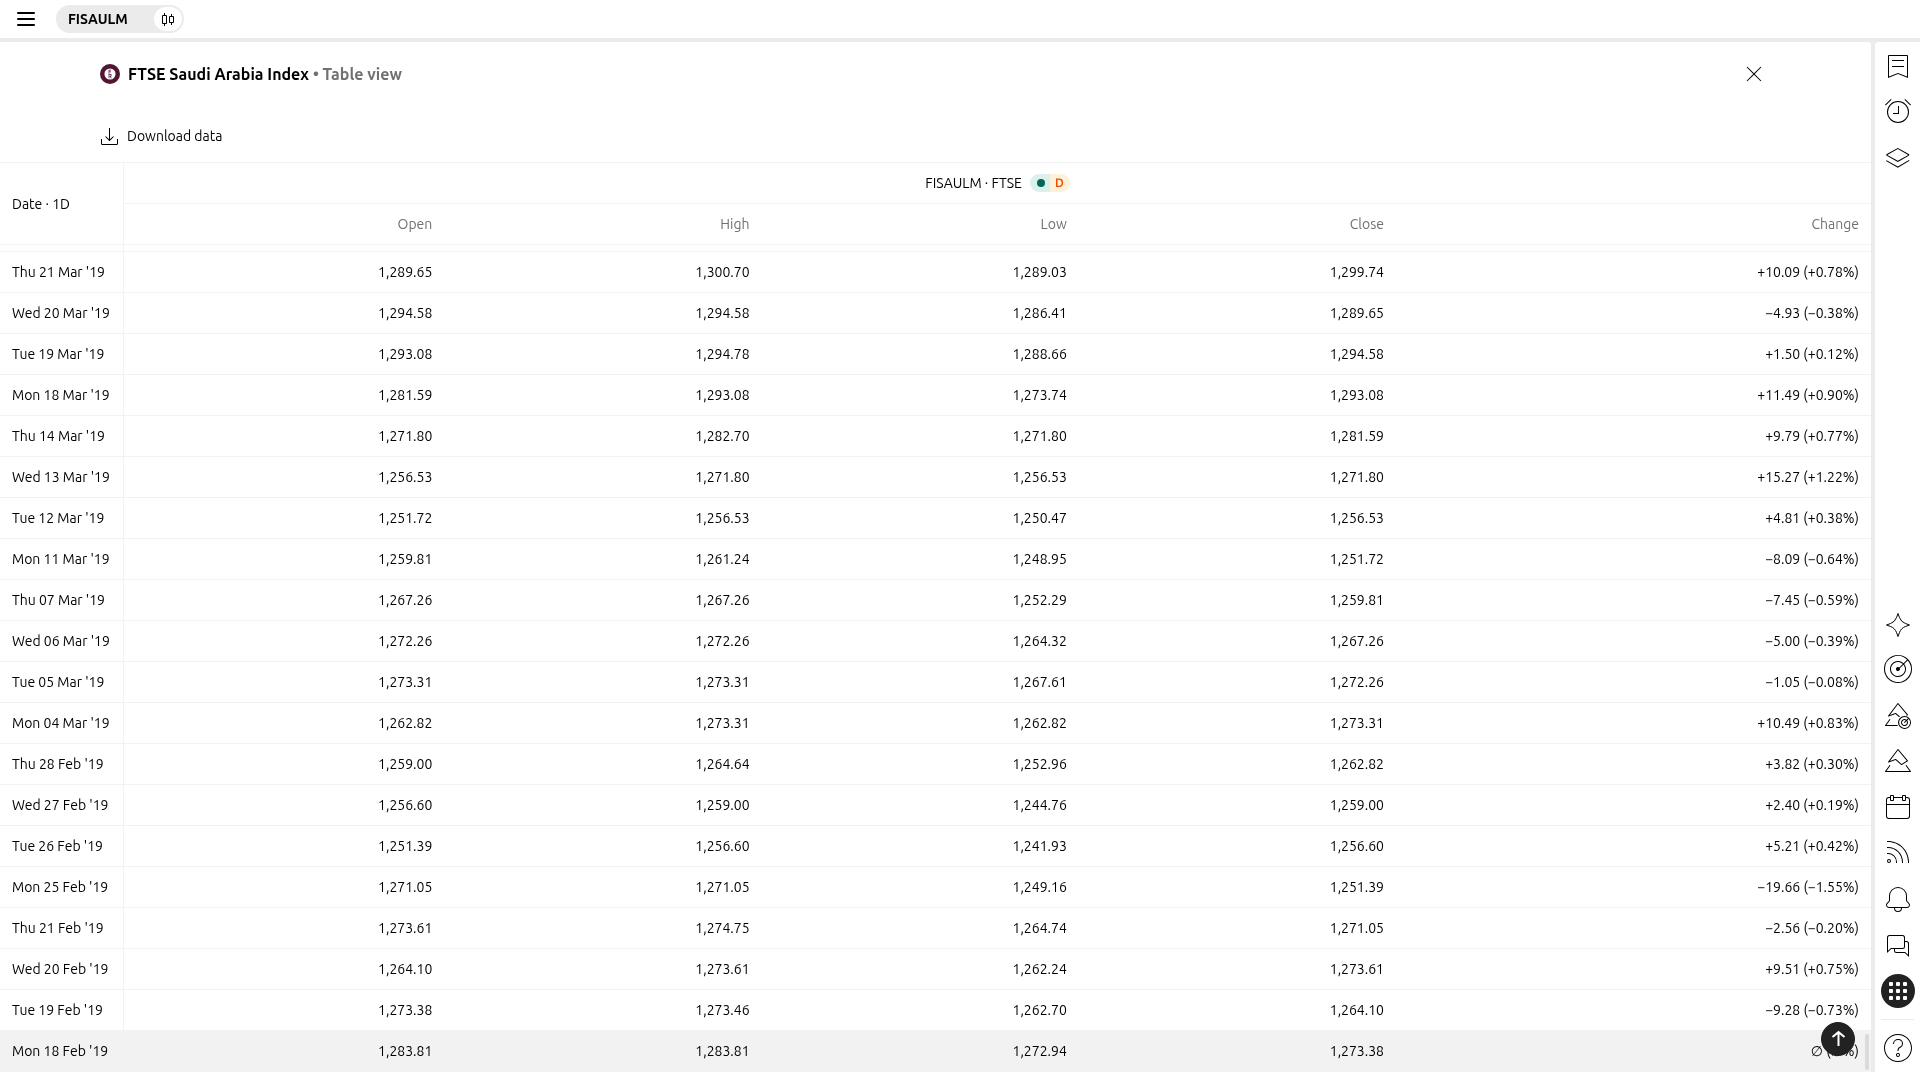 FISAULM
FTSE Saudi Arabia Index • Table view
Download data
Date · 1D
FISAULM · FTSE D
Open High Low Close Change
Thu 21 Mar '19 1,289.65 1,300.70 1,289.03 1,299.74 +10.09 (+0.78%)
Wed 20 Mar '19 1,294.58 1,294.58 1,286.41 1,289.65 −4.93 (−0.38%)
Tue 19 Mar '19 1,293.08 1,294.78 1,288.66 1,294.58 +1.50 (+0.12%)
Mon 18 Mar '19 1,281.59 1,293.08 1,273.74 1,293.08 +11.49 (+0.90%)
Thu 14 Mar '19 1,271.80 1,282.70 1,271.80 1,281.59 +9.79 (+0.77%)
Wed 13 Mar '19 1,256.53 1,271.80 1,256.53 1,271.80 +15.27 (+1.22%)
Tue 12 Mar '19 1,251.72 1,256.53 1,250.47 1,256.53 +4.81 (+0.38%)
Mon 11 Mar '19 1,259.81 1,261.24 1,248.95 1,251.72 −8.09 (−0.64%)
Thu 07 Mar '19 1,267.26 1,267.26 1,252.29 1,259.81 −7.45 (−0.59%)
Wed 06 Mar '19 1,272.26 1,272.26 1,264.32 1,267.26 −5.00 (−0.39%)
Tue 05 Mar '19 1,273.31 1,273.31 1,267.61 1,272.26 −1.05 (−0.08%)
Mon 04 Mar '19 1,262.82 1,273.31 1,262.82 1,273.31 +10.49 (+0.83%)
Thu 28 Feb '19 1,259.00 1,264.64 1,252.96 1,262.82 +3.82 (+0.30%)
Wed 27 Feb '19 1,256.60 1,259.00 1,244.76 1,259.00 +2.40 (+0.19%)
Tue 26 Feb '19 1,251.39 1,256.60 1,241.93 1,256.60 +5.21 (+0.42%)
Mon 25 Feb '19 1,271.05 1,271.05 1,249.16 1,251.39 −19.66 (−1.55%)
Thu 21 Feb '19 1,273.61 1,274.75 1,264.74 1,271.05 −2.56 (−0.20%)
Wed 20 Feb '19 1,264.10 1,273.61 1,262.24 1,273.61 +9.51 (+0.75%)
Tue 19 Feb '19 1,273.38 1,273.46 1,262.70 1,264.10 −9.28 (−0.73%)
Mon 18 Feb '19 1,283.81 1,283.81 1,272.94 1,273.38 ∅